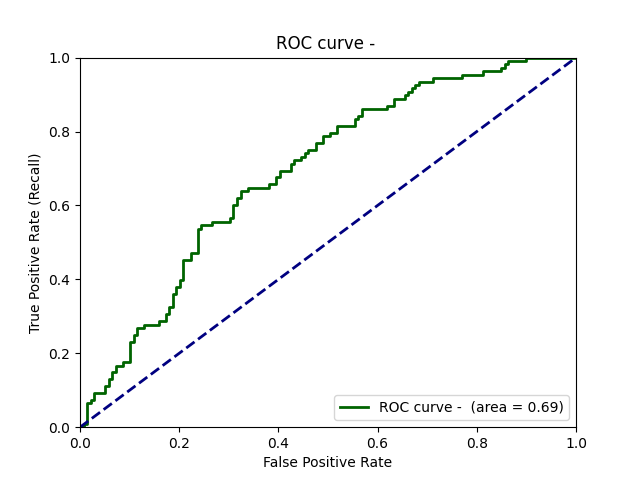 ROC curve -
1.0
0.8
0.6
0.4
0.2
0.0
True Positive Rate (Recall)
ROC curve -  (area = 0.69)
0.0 0.2 0.4 0.6 0.8 1.0
False Positive Rate